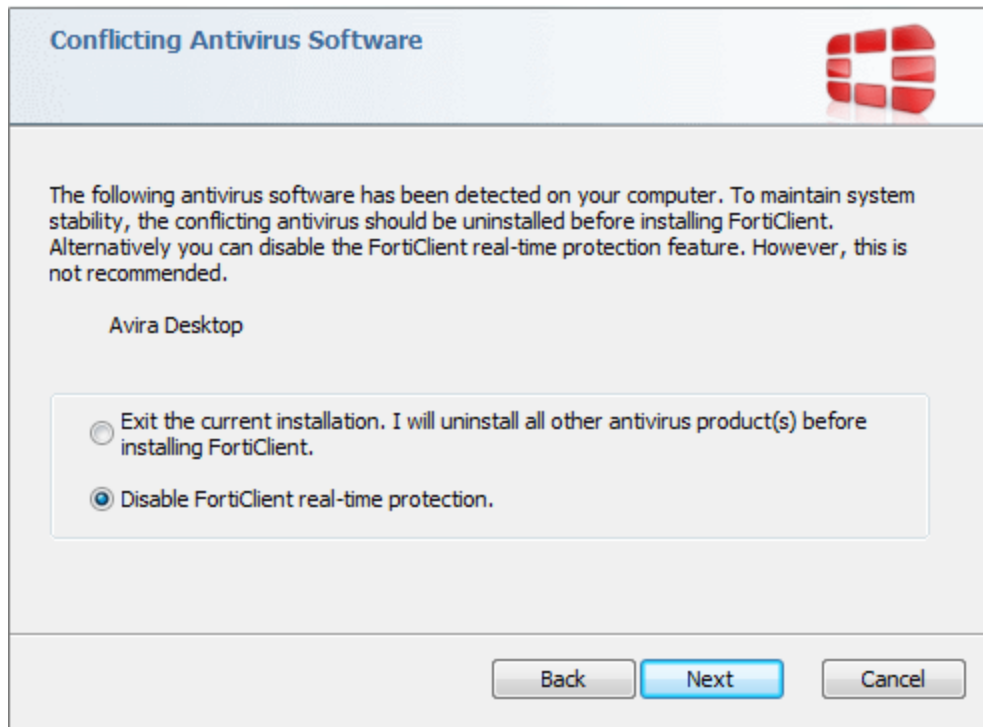 Conflicting Antivirus Software
The following antivirus software has been detected on your computer. To maintain system
stability, the conflicting antivirus should be uninstalled before installing FortiClient.
Alternatively you can disable the FortiClient real-time protection feature. However, this is
not recommended.
Avira Desktop
Exit the current installation. I will uninstall all other antivirus product(s) before
installing FortiClient.
Disable FortiClient real-time protection.
Back
Next
Cancel